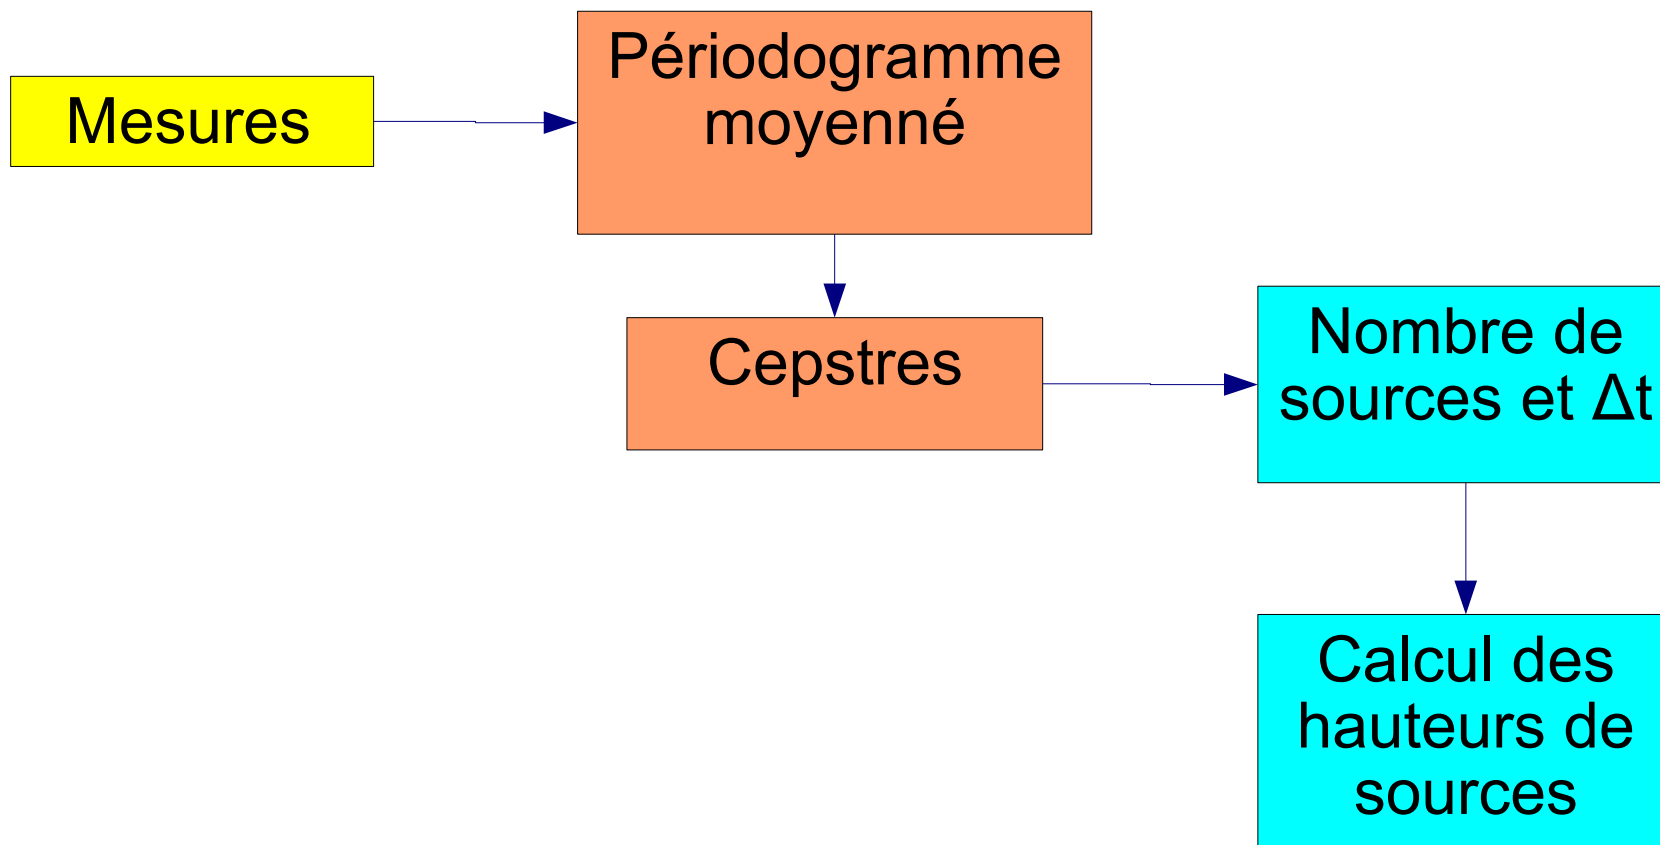 Mesures
Périodogramme
moyenné
Cepstres
Nombre de
sources et Δt
Calcul des
hauteurs de
sources